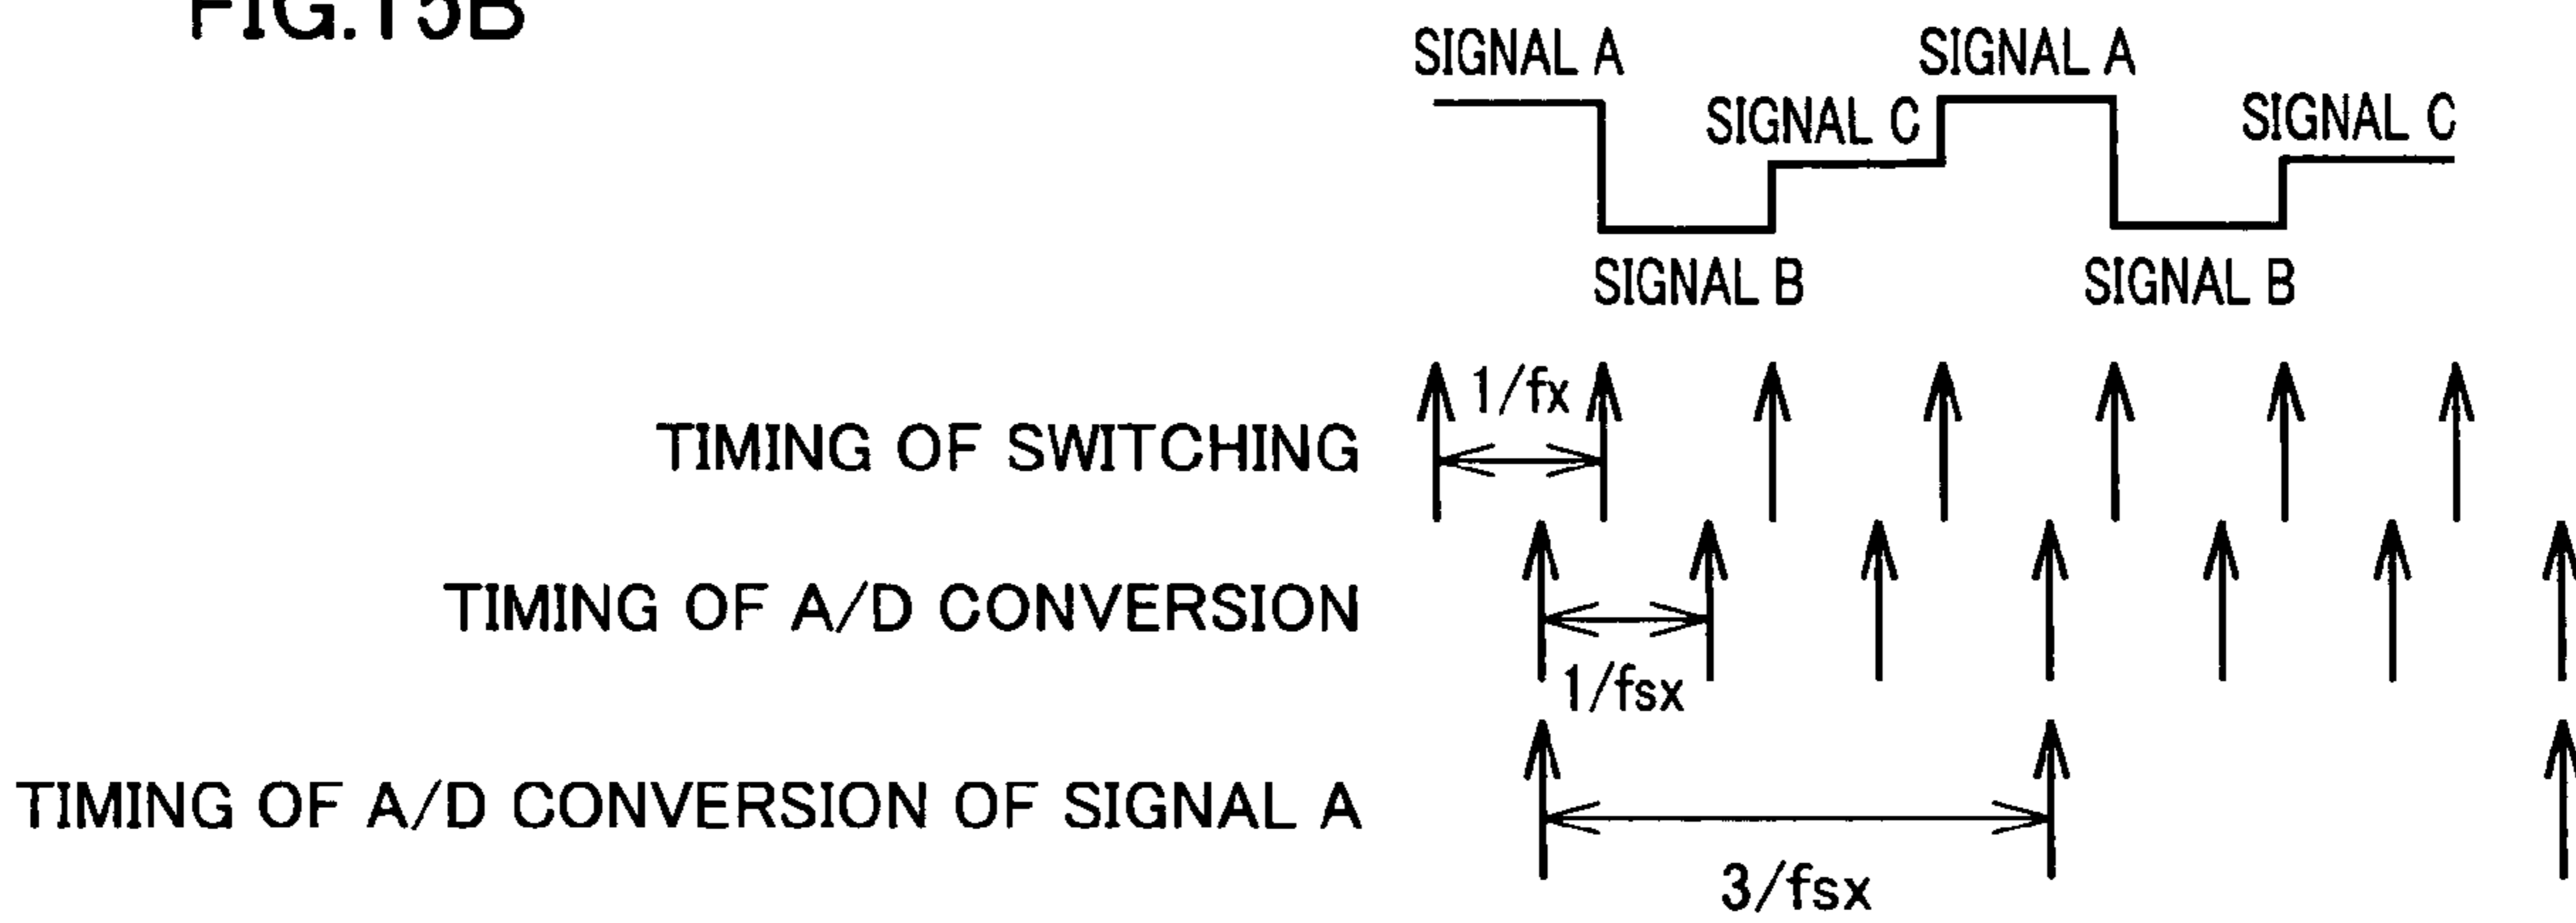 FIG.15B
SIGNAL A
SIGNAL A
SIGNAL C
SIGNAL C
SIGNAL B
SIGNAL B
1/fx
TIMING OF SWITCHING
TIMING OF A/D CONVERSION
1/fsx
TIMING OF A/D CONVERSION OF SIGNAL A
3/fsx